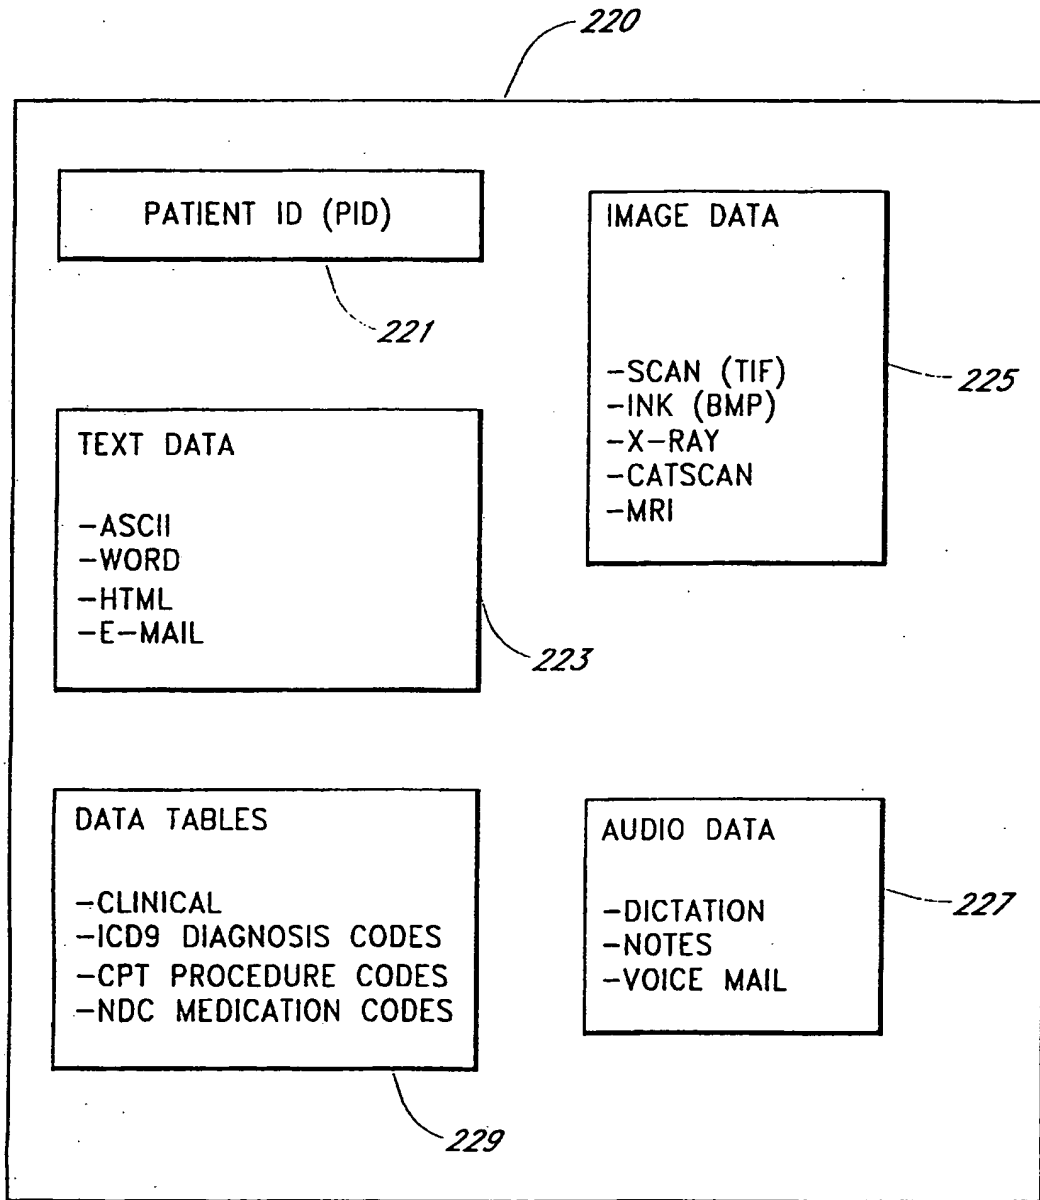 220
PATIENT ID (PID)
221
IMAGE DATA
-SCAN (TIF)
-INK (BMP)
-X-RAY
-CATSCAN
-MRI
225
TEXT DATA
-ASCII
-WORD
-HTML
-E-MAIL
223
DATA TABLES
-CLINICAL
-ICD9 DIAGNOSIS CODES
-CPT PROCEDURE CODES
-NDC MEDICATION CODES
229
AUDIO DATA
-DICTATION
-NOTES
-VOICE MAIL
227